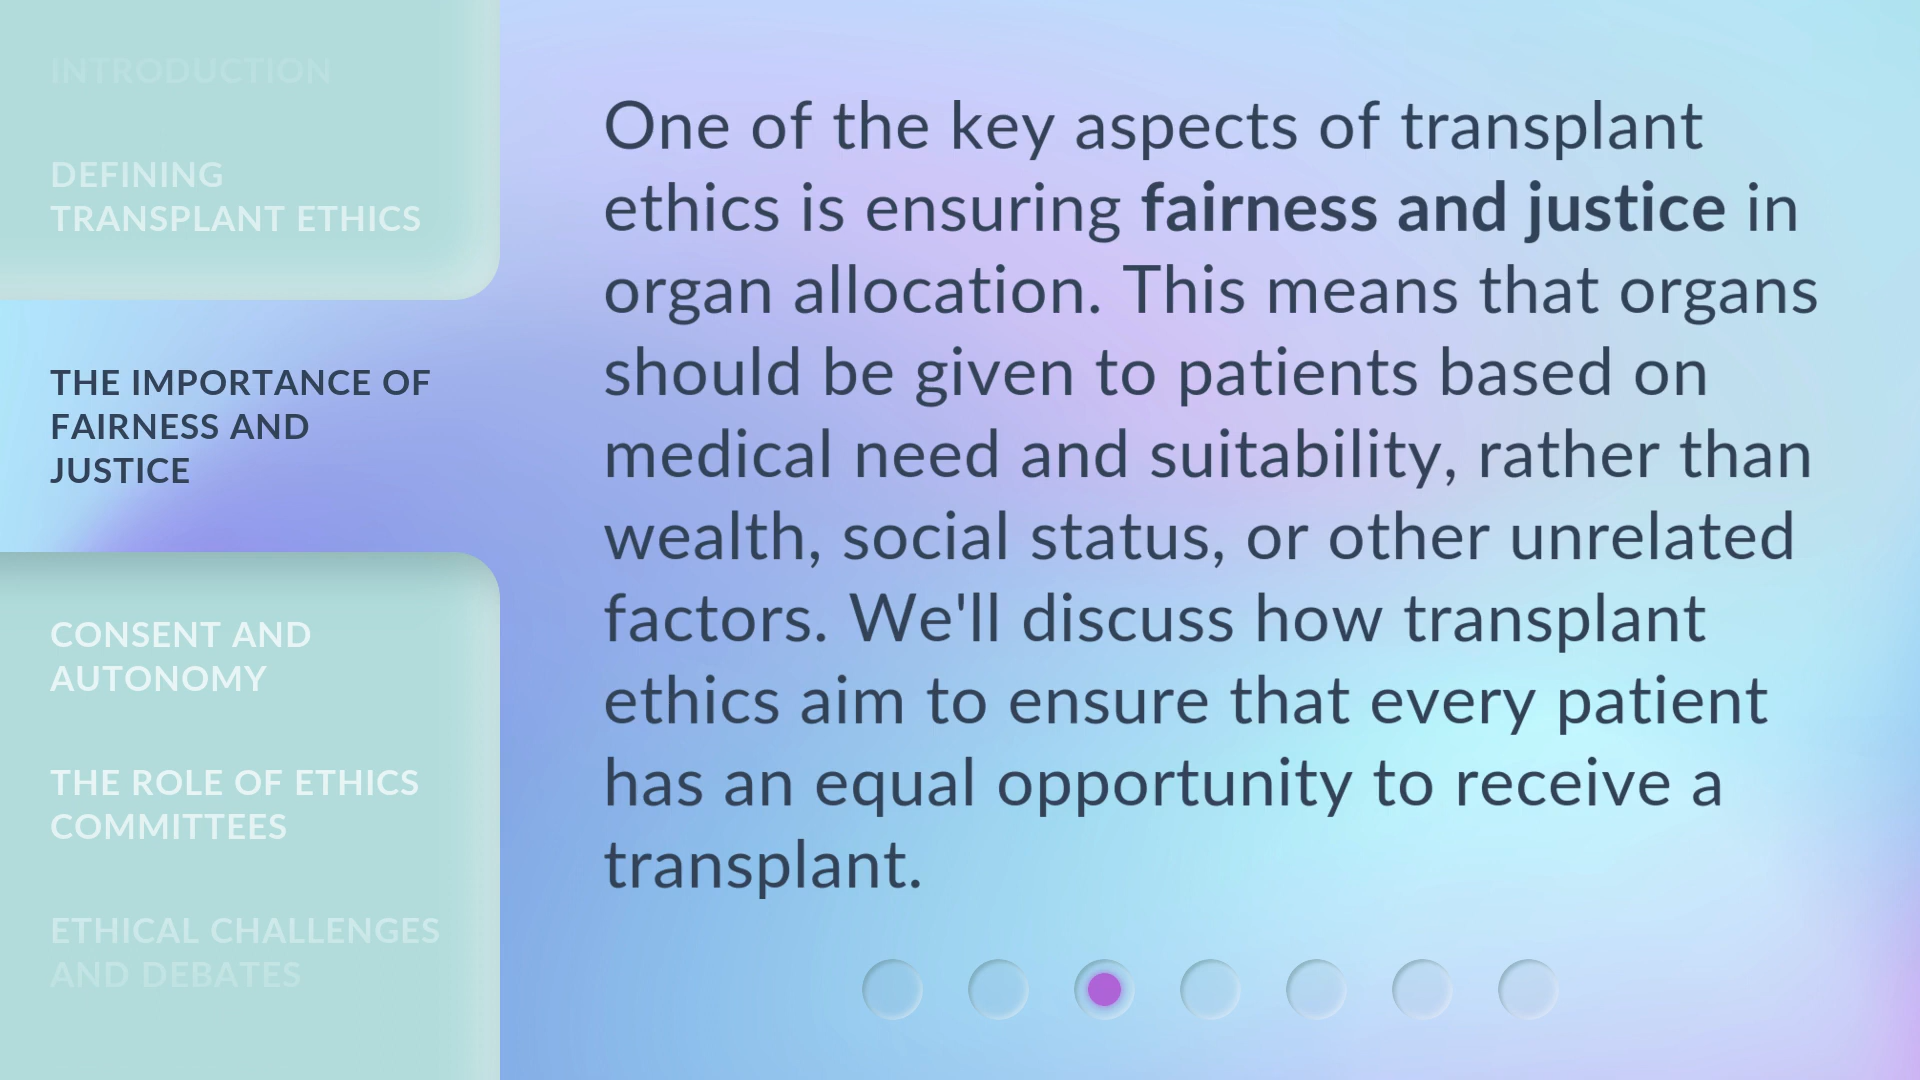 INTRODUCTION
DEFINING
TRANSPLANT ETHICS
THE IMPORTANCE OF
FAIRNESS AND
JUSTICE
CONSENT AND
AUTONOMY
THE ROLE OF ETHICS
COMMITTEES
ETHICAL CHALLENGES
AND DEBATES
One of the key aspects of transplant
ethics is ensuring fairness and justice in
organ allocation. This means that organs
should be given to patients based on
medical need and suitability, rather than
wealth, social status, or other unrelated
factors. We'll discuss how transplant
ethics aim to ensure that every patient
has an equal opportunity to receive a
transplant.